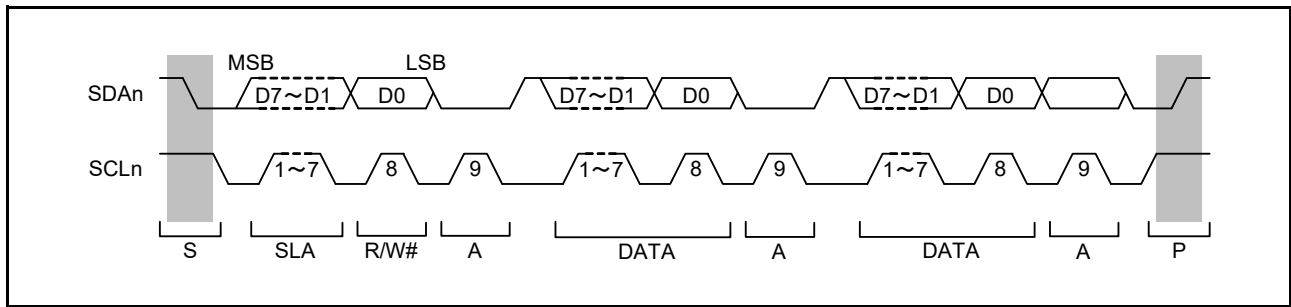 MSB LSB
SDAn D7～D1 D0 D7～D1 D0 D7～D1 D0
SCLn 1～7 8 9 1～7 8 9 1～7 8 9
S SLA R/W# A DATA A DATA A P